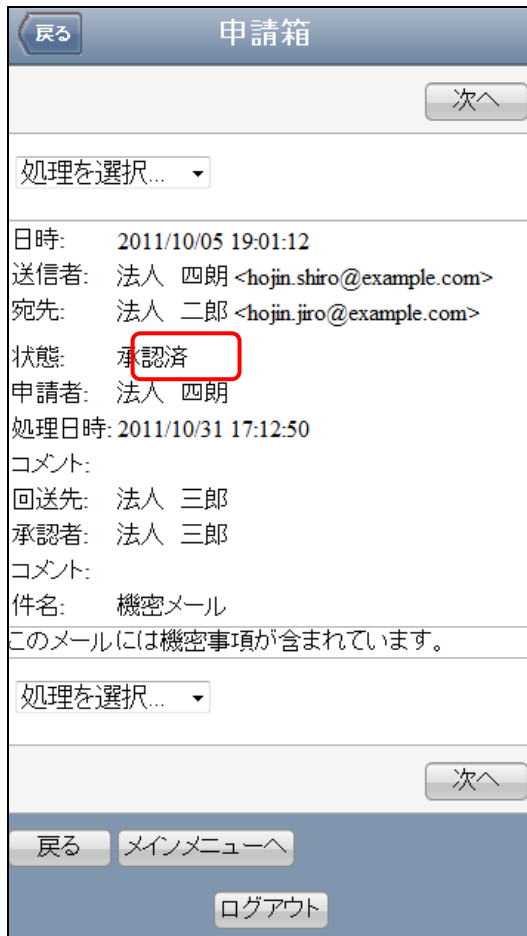 戻る 申請箱
次へ
処理を選択...
日時: 2011/10/05 19:01:12
送信者: 法人 四朗 <hojin.shiro@example.com>
宛先: 法人 二郎 <hojin.jiro@example.com>
状態: 承認済
申請者: 法人 四朗
処理日時: 2011/10/31 17:12:50
コメント:
回送先: 法人 三郎
承認者: 法人 三郎
コメント:
件名: 機密メール
このメールには機密事項が含まれています。
処理を選択...
次へ
戻る メインメニューへ
ログアウト